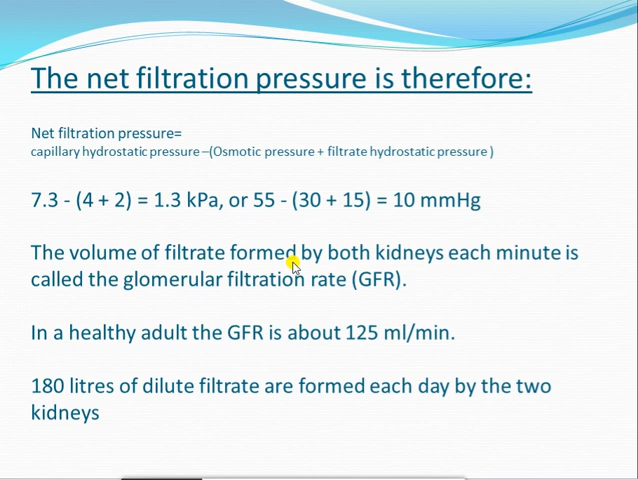 The net filtration pressure is therefore:
Net filtration pressure=
capillary hydrostatic pressure –(Osmotic pressure + filtrate hydrostatic pressure )
7.3 - (4 + 2) = 1.3 kPa, or 55 - (30 + 15) = 10 mmHg
The volume of filtrate formed by both kidneys each minute is
called the glomerular filtration rate (GFR).
In a healthy adult the GFR is about 125 ml/min.
180 litres of dilute filtrate are formed each day by the two
kidneys